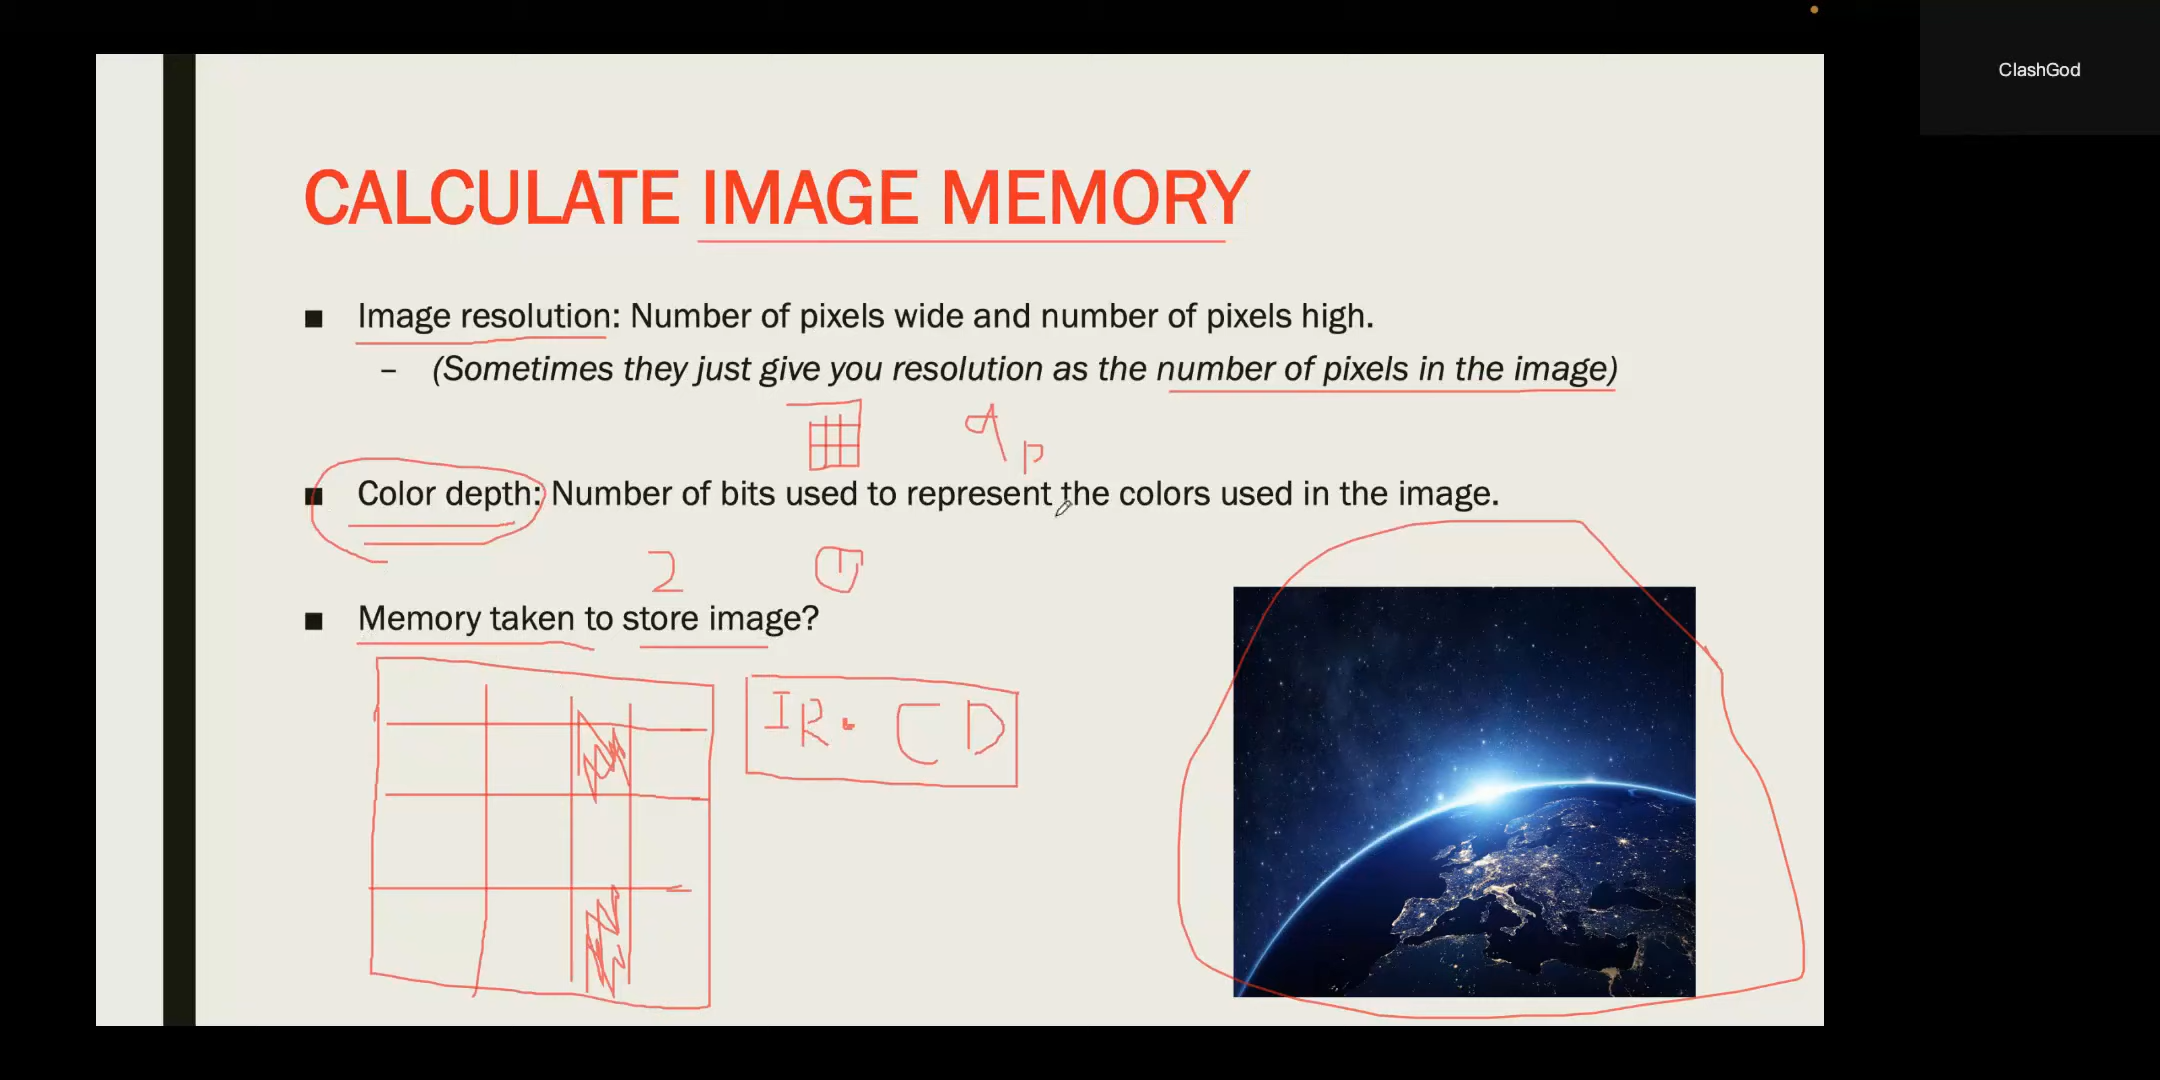 ClashGod
CALCULATE IMAGE MEMORY
■ Image resolution: Number of pixels wide and number of pixels high.
– (Sometimes they just give you resolution as the number of pixels in the image)
■ Color depth: Number of bits used to represent the colors used in the image.
2
■ Memory taken to store image?
IR. CD